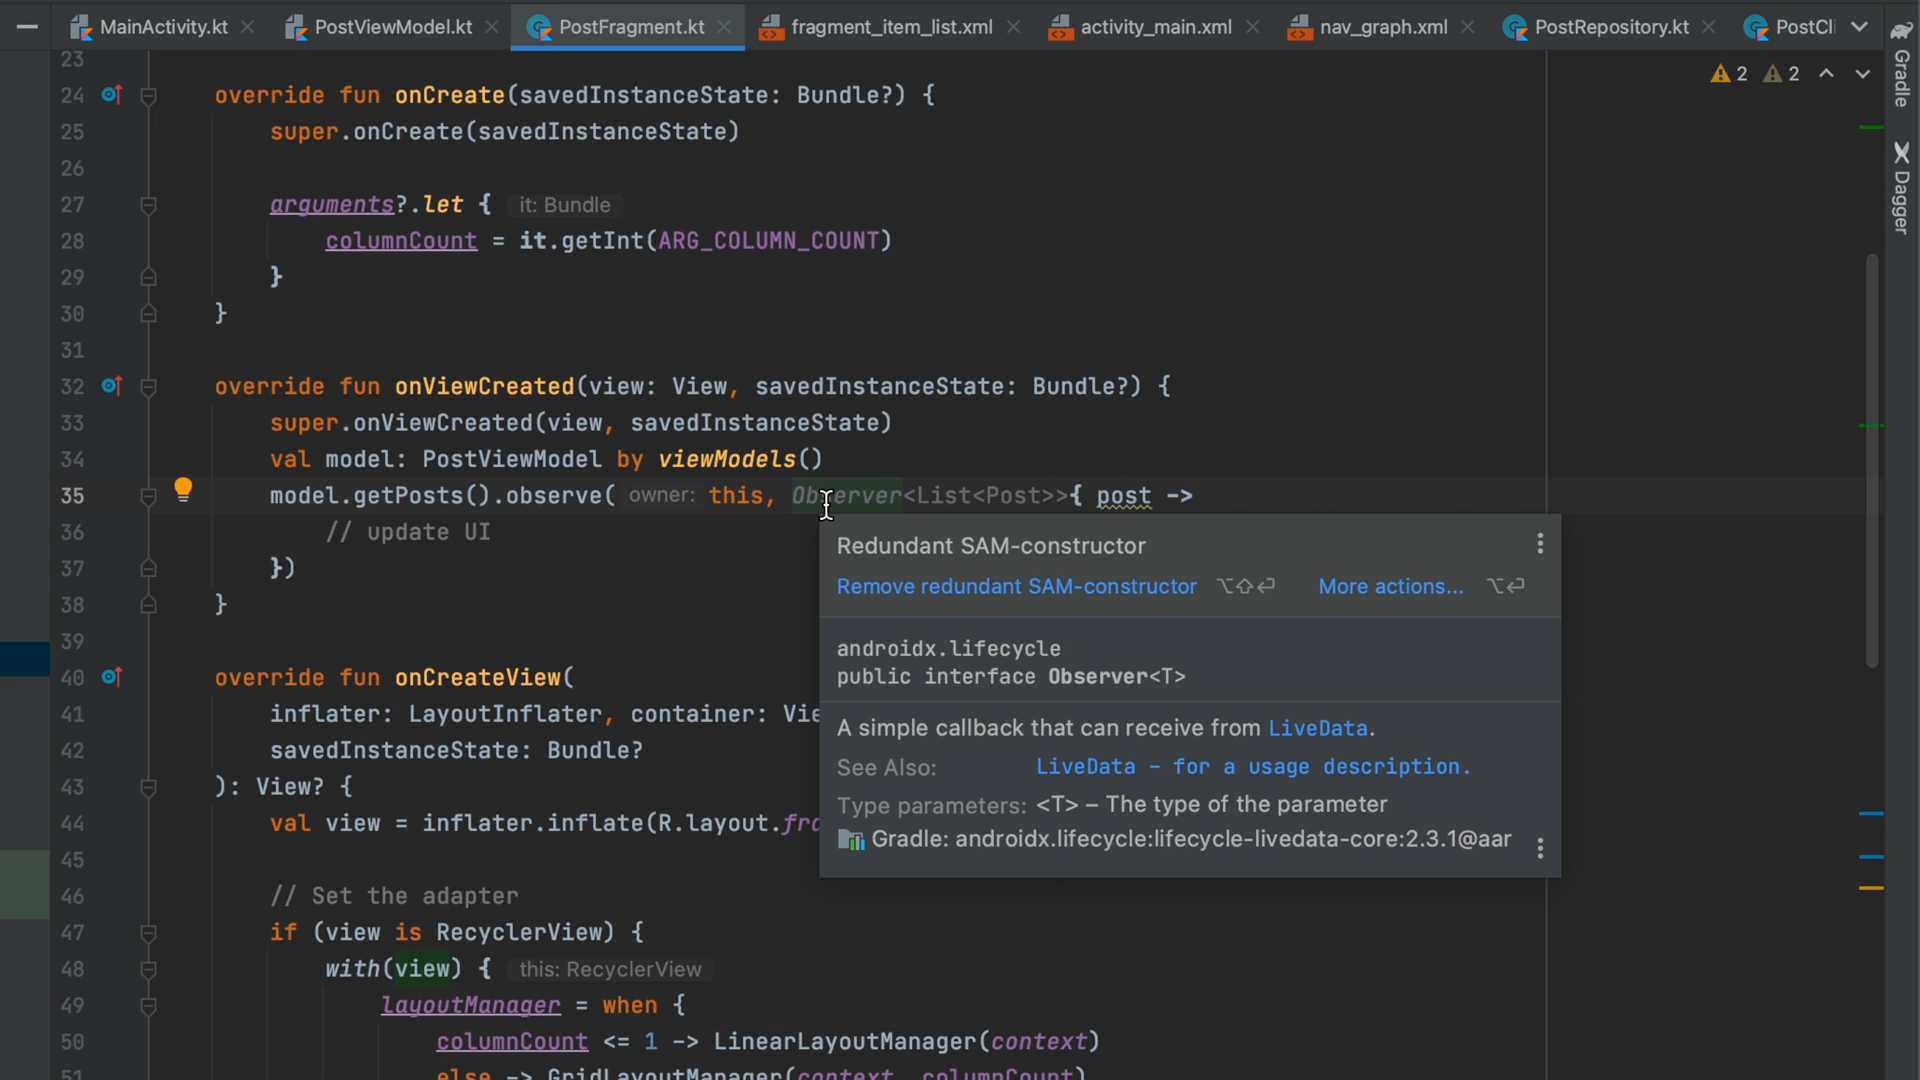 MainActivity.kt PostViewModel.kt PostFragment.kt fragment_item_list.xml activity_main.xml nav_graph.xml PostRepository.kt PostCli
2 2
Gradle
Dagger
23
24 override fun onCreate(savedInstanceState: Bundle?) {
25 super.onCreate(savedInstanceState)
26
27 arguments?.let { it: Bundle
28 columnCount = it.getInt(ARG_COLUMN_COUNT)
29 }
30 }
31
32 override fun onViewCreated(view: View, savedInstanceState: Bundle?) {
33 super.onViewCreated(view, savedInstanceState)
34 val model: PostViewModel by viewModels()
35 model.getPosts().observe( owner: this, Observer<List<Post>>{ post ->
36 // update UI
37 })
38 }
39
40 override fun onCreateView(
41 inflater: LayoutInflater, container: Vie
42 savedInstanceState: Bundle?
43 ): View? {
44 val view = inflater.inflate(R.layout.fra
45
46 // Set the adapter
47 if (view is RecyclerView) {
48 with(view) { this: RecyclerView
49 layoutManager = when {
50 columnCount <= 1 -> LinearLayoutManager(context)
51 else -> GridLayoutManager(context, columnCount)
Redundant SAM-constructor
Remove redundant SAM-constructor ⌥⇧⏎ More actions... ⌥⏎
androidx.lifecycle
public interface Observer<T>
A simple callback that can receive from LiveData.
See Also: LiveData – for a usage description.
Type parameters: <T> – The type of the parameter
Gradle: androidx.lifecycle:lifecycle-livedata-core:2.3.1@aar